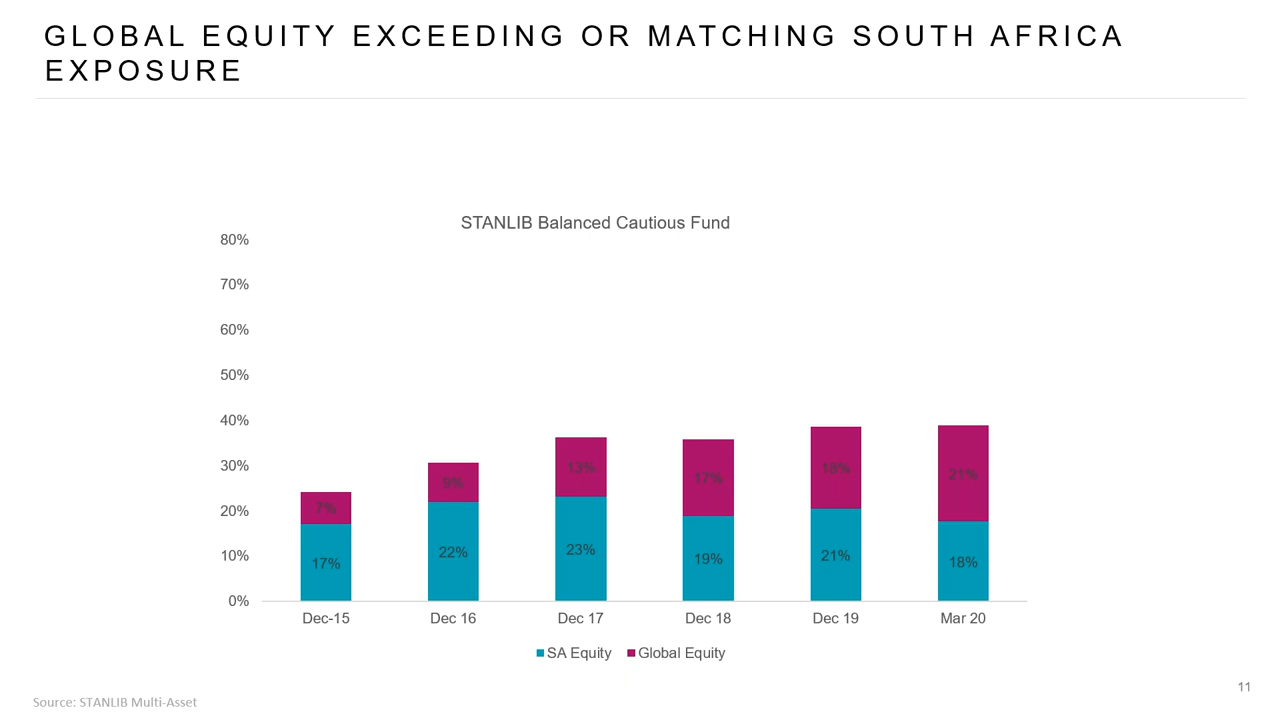 GLOBAL EQUITY EXCEEDING OR MATCHING SOUTH AFRICA
EXPOSURE
STANLIB Balanced Cautious Fund
80%
70%
60%
50%
40%
30%
20%
10%
0%
7% 9% 13% 17% 18% 21%
17% 22% 23% 19% 21% 18%
Dec-15 Dec 16 Dec 17 Dec 18 Dec 19 Mar 20
SA Equity Global Equity
Source: STANLIB Multi-Asset
11